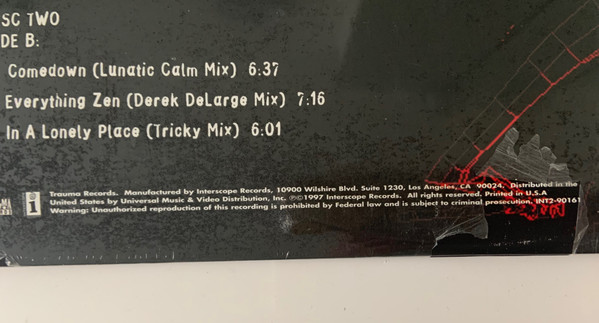 SC TWO
DE B:
Comedown (Lunatic Calm Mix) 6:37
Everything Zen (Derek DeLarge Mix) 7:16
In A Lonely Place (Tricky Mix) 6:01
Trauma Records. Manufactured by Interscope Records, 10900 Wilshire Blvd. Suite 1230, Los Angeles, CA 90024. Distributed in the
United States by Universal Music & Video Distribution, Inc. ℗©1997 Interscope Records. All rights reserved. Printed in U.S.A
Warning: Unauthorized reproduction of this recording is prohibited by Federal law and is subject to criminal prosecution. INT2-90161